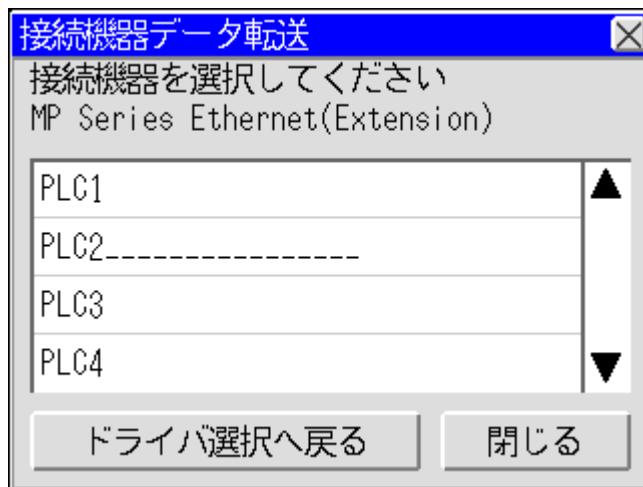 接続機器データ転送
接続機器を選択してください
MP Series Ethernet(Extension)
PLC1
PLC2________________
PLC3
PLC4
ドライバ選択へ戻る
閉じる